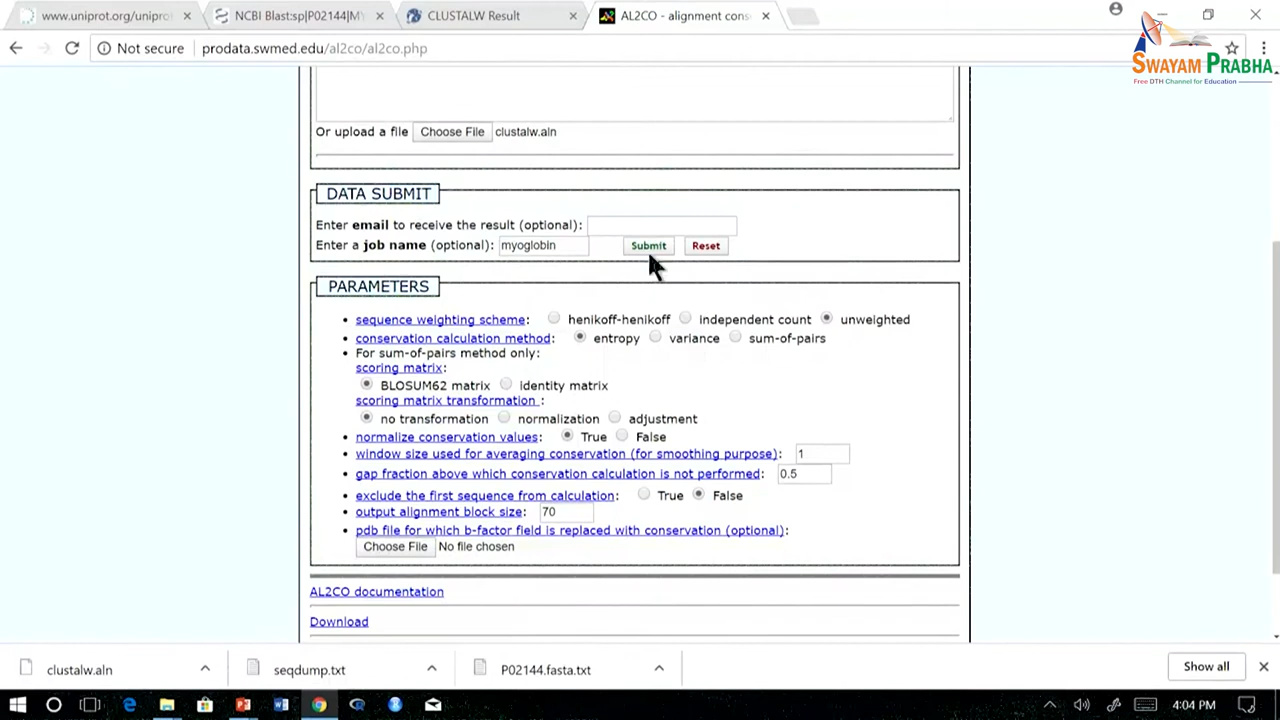 www.uniprot.org/unipro
NCBI Blast:sp|P02144|MY
CLUSTALW Result
AL2CO - alignment cons
Not secure
prodata.swmed.edu/al2co/al2co.php
SWAYAM PRABHA
Free DTH Channel for Education
Or upload a file Choose File clustalw.aln
DATA SUBMIT
Enter email to receive the result (optional):
Enter a job name (optional): myoglobin Submit Reset
PARAMETERS
sequence weighting scheme: henikoff-henikoff independent count unweighted
conservation calculation method: entropy variance sum-of-pairs
For sum-of-pairs method only:
scoring matrix:
BLOSUM62 matrix identity matrix
scoring matrix transformation :
no transformation normalization adjustment
normalize conservation values: True False
window size used for averaging conservation (for smoothing purpose): 1
gap fraction above which conservation calculation is not performed: 0.5
exclude the first sequence from calculation: True False
output alignment block size: 70
pdb file for which b-factor field is replaced with conservation (optional):
Choose File No file chosen
AL2CO documentation
Download
clustalw.aln
seqdump.txt
P02144.fasta.txt
Show all
4:04 PM